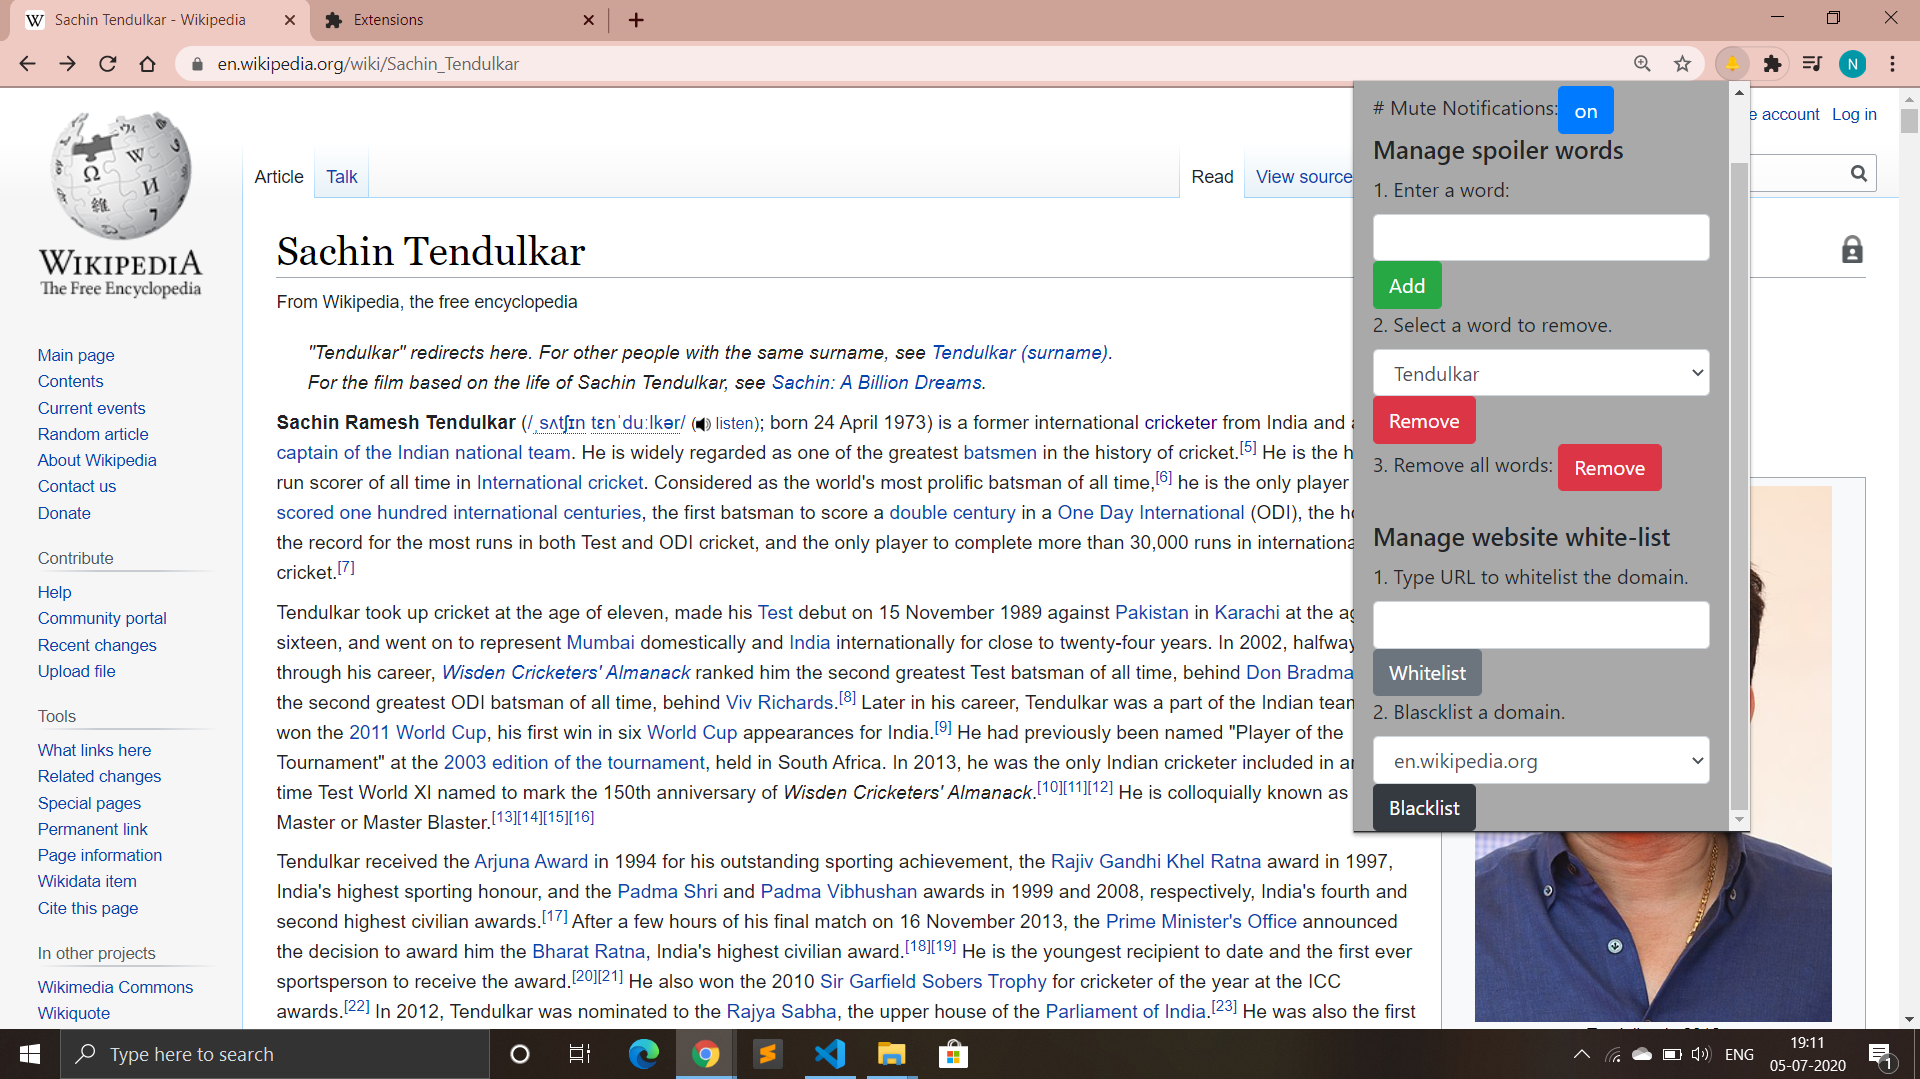 Sachin Tendulkar - Wikipedia
Extensions
en.wikipedia.org/wiki/Sachin_Tendulkar
N
WIKIPEDIA
The Free Encyclopedia
Main page
Contents
Current events
Random article
About Wikipedia
Contact us
Donate
Contribute
Help
Community portal
Recent changes
Upload file
Tools
What links here
Related changes
Special pages
Permanent link
Page information
Wikidata item
Cite this page
In other projects
Wikimedia Commons
Wikiquote
Article
Talk
Read
View source
account Log in
Sachin Tendulkar
From Wikipedia, the free encyclopedia
"Tendulkar" redirects here. For other people with the same surname, see Tendulkar (surname).
For the film based on the life of Sachin Tendulkar, see Sachin: A Billion Dreams.
Sachin Ramesh Tendulkar (/ˌsʌtʃɪn tɛnˈduːlkər/ (listen); born 24 April 1973) is a former international cricketer from India and
captain of the Indian national team. He is widely regarded as one of the greatest batsmen in the history of cricket.[5] He is the
run scorer of all time in International cricket. Considered as the world's most prolific batsman of all time,[6] he is the only player
scored one hundred international centuries, the first batsman to score a double century in a One Day International (ODI), the
the record for the most runs in both Test and ODI cricket, and the only player to complete more than 30,000 runs in internationa
cricket.[7]
Tendulkar took up cricket at the age of eleven, made his Test debut on 15 November 1989 against Pakistan in Karachi at the
sixteen, and went on to represent Mumbai domestically and India internationally for close to twenty-four years. In 2002, halfway
through his career, Wisden Cricketers' Almanack ranked him the second greatest Test batsman of all time, behind Don Bradma
the second greatest ODI batsman of all time, behind Viv Richards.[8] Later in his career, Tendulkar was a part of the Indian team
won the 2011 World Cup, his first win in six World Cup appearances for India.[9] He had previously been named "Player of the
Tournament" at the 2003 edition of the tournament, held in South Africa. In 2013, he was the only Indian cricketer included in
time Test World XI named to mark the 150th anniversary of Wisden Cricketers' Almanack.[10][11][12] He is colloquially known as
Master or Master Blaster.[13][14][15][16]
Tendulkar received the Arjuna Award in 1994 for his outstanding sporting achievement, the Rajiv Gandhi Khel Ratna award in 1997,
India's highest sporting honour, and the Padma Shri and Padma Vibhushan awards in 1999 and 2008, respectively, India's fourth and
second highest civilian awards.[17] After a few hours of his final match on 16 November 2013, the Prime Minister's Office announced
the decision to award him the Bharat Ratna, India's highest civilian award.[18][19] He is the youngest recipient to date and the first ever
sportsperson to receive the award.[20][21] He also won the 2010 Sir Garfield Sobers Trophy for cricketer of the year at the ICC
awards.[22] In 2012, Tendulkar was nominated to the Rajya Sabha, the upper house of the Parliament of India.[23] He was also the first
# Mute Notifications: on
Manage spoiler words
1. Enter a word:
Add
2. Select a word to remove.
Tendulkar
Remove
3. Remove all words: Remove
Manage website white-list
1. Type URL to whitelist the domain.
Whitelist
2. Blascklist a domain.
en.wikipedia.org
Blacklist
Type here to search
ENG
19:11
05-07-2020
1